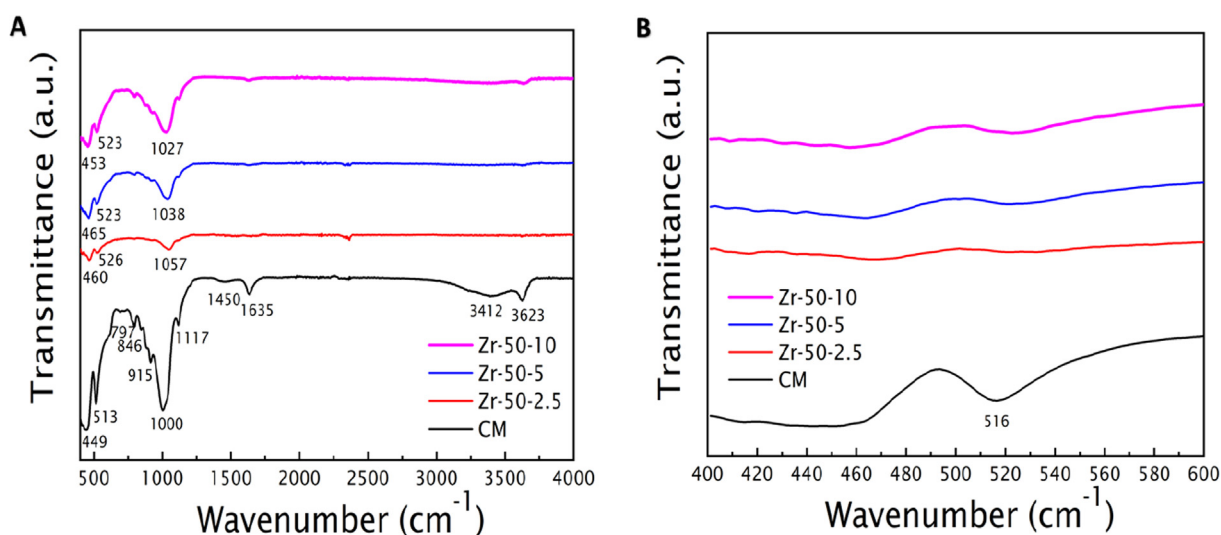 A
Transmittance (a.u.)
523
453
1027
523
465
1038
526
460
1057
1450
1635
3412
3623
797
846
915
1117
513
449
1000
Zr-50-10
Zr-50-5
Zr-50-2.5
CM
500 1000 1500 2000 2500 3000 3500 4000
Wavenumber (cm⁻¹)
B
Transmittance (a.u.)
Zr-50-10
Zr-50-5
Zr-50-2.5
CM
516
400 420 440 460 480 500 520 540 560 580 600
Wavenumber (cm⁻¹)